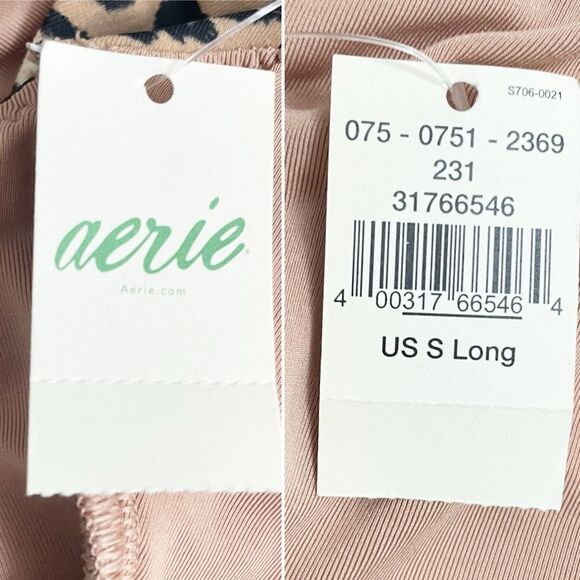 aerie
Aerie.com
S706-0021
075 - 0751 - 2369
231
31766546
4 00317 66546 4
US S Long